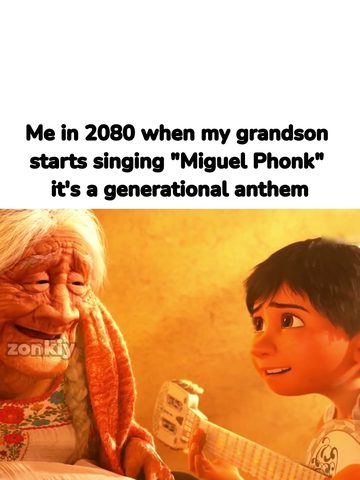 Me in 2080 when my grandson
starts singing "Miguel Phonk"
it's a generational anthem
zonkiy